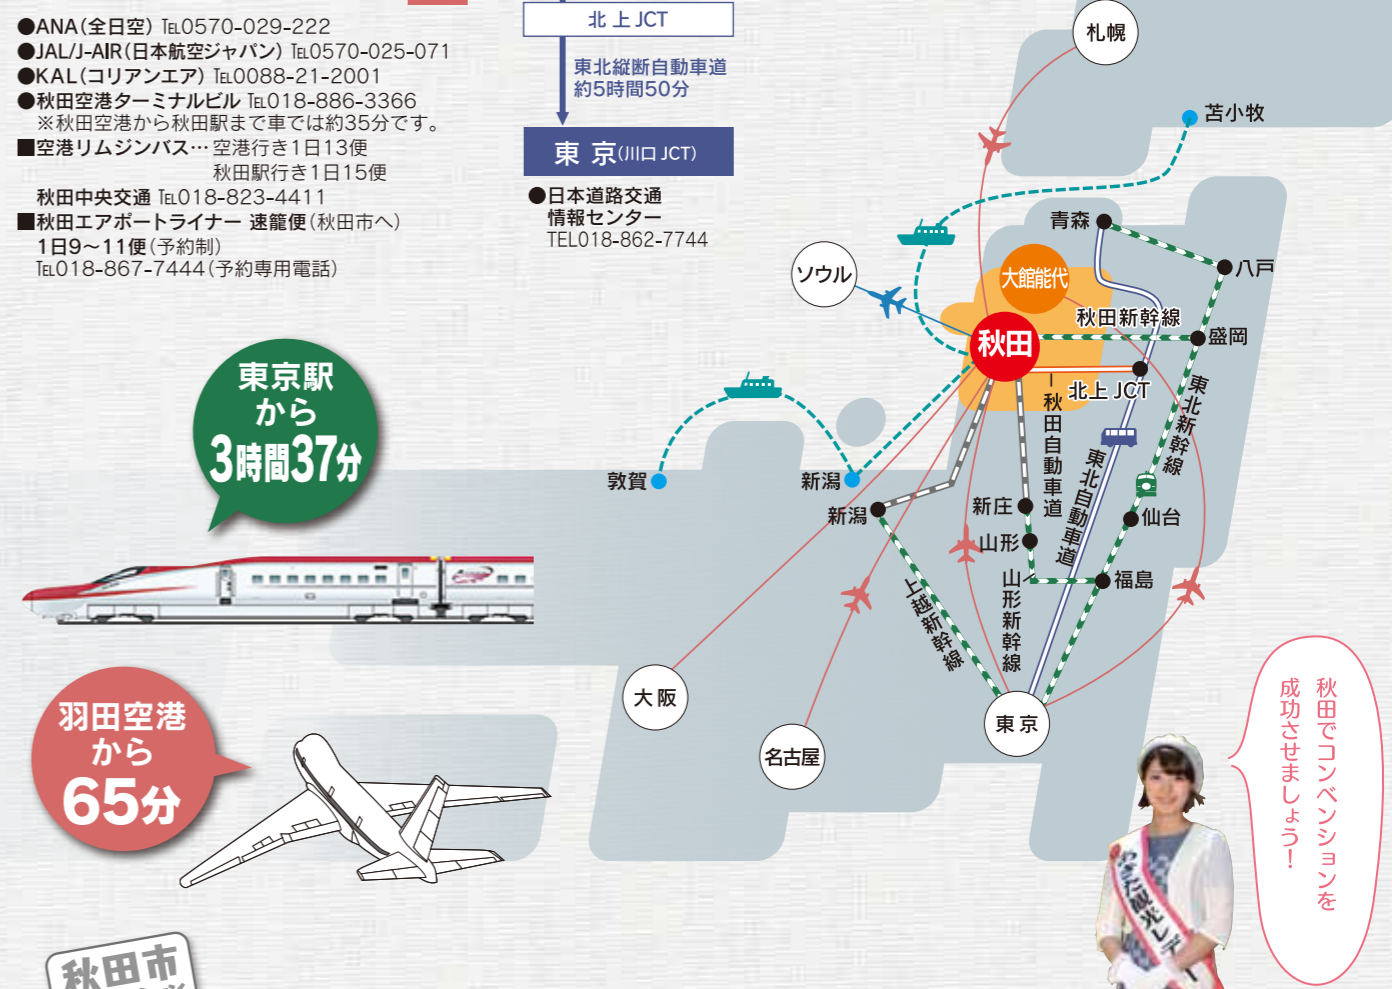 ●ANA(全日空) TEL0570-029-222
●JAL/J-AIR(日本航空ジャパン) TEL0570-025-071
●KAL(コリアンエア) TEL0088-21-2001
●秋田空港ターミナルビル TEL018-886-3366
※秋田空港から秋田駅まで車では約35分です。
■空港リムジンバス…空港行き1日13便
秋田駅行き1日15便
秋田中央交通 TEL018-823-4411
■秋田エアポートライナー 速籠便(秋田市へ)
1日9〜11便(予約制)
TEL018-867-7444(予約専用電話)
北上JCT
東北縦断自動車道
約5時間50分
東 京(川口JCT)
●日本道路交通
情報センター
TEL018-862-7744
東京駅
から
3時間37分
羽田空港
から
65分
札幌
苫小牧
青森
八戸
ソウル
大館能代
秋田新幹線
秋田
盛岡
北上JCT
秋田自動車道
東北新幹線
東北自動車道
敦賀
新潟
新潟
新庄
仙台
山形
福島
山形新幹線
上越新幹線
大阪
名古屋
東京
秋田でコンベンションを
成功させましょう!
あきた観光レディー
秋田市